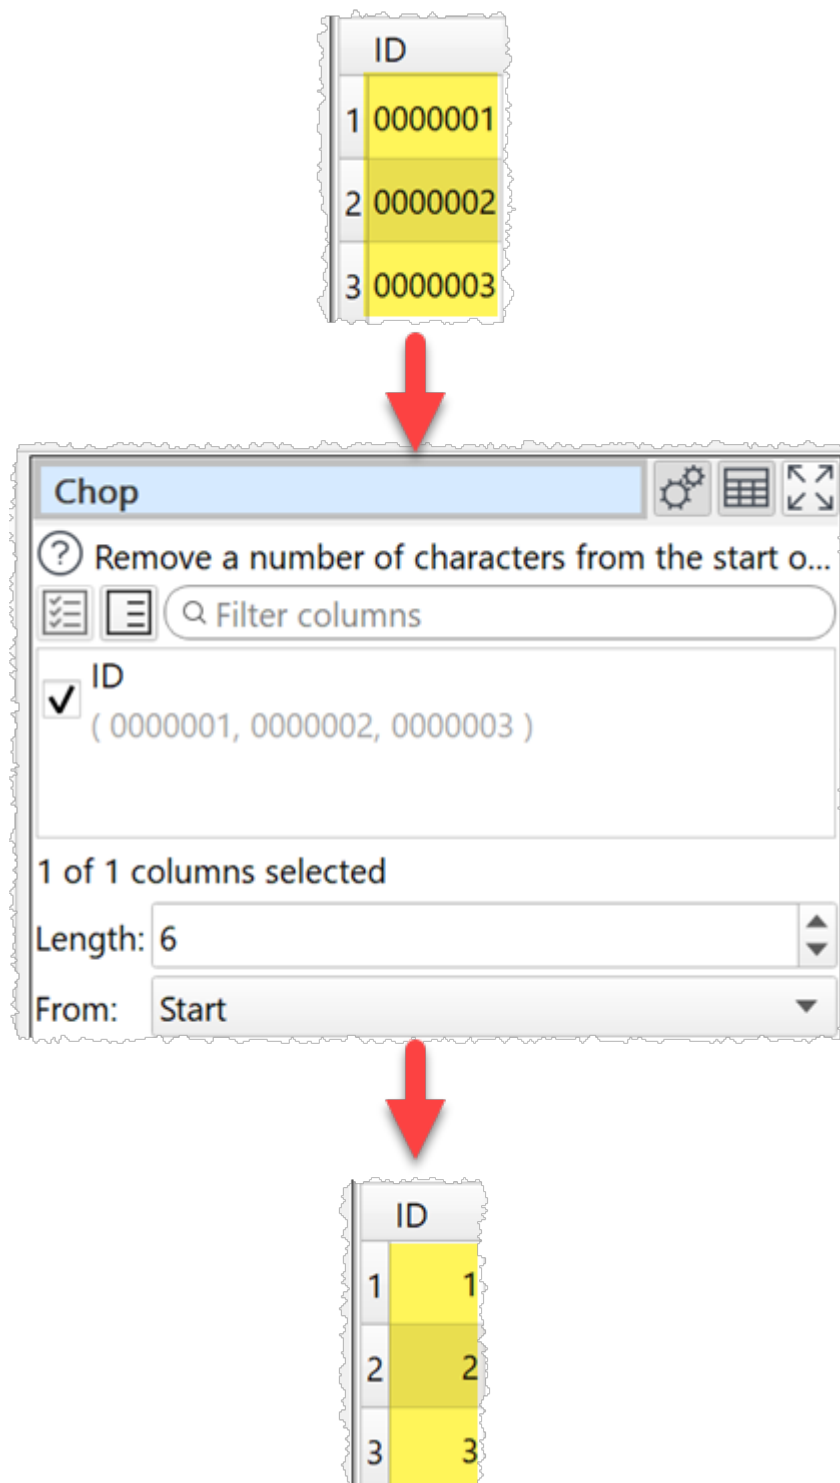 ID
1 0000001
2 0000002
3 0000003
Chop
? Remove a number of characters from the start o...
Filter columns
ID
( 0000001, 0000002, 0000003 )
1 of 1 columns selected
Length: 6
From: Start
ID
1 1
2 2
3 3